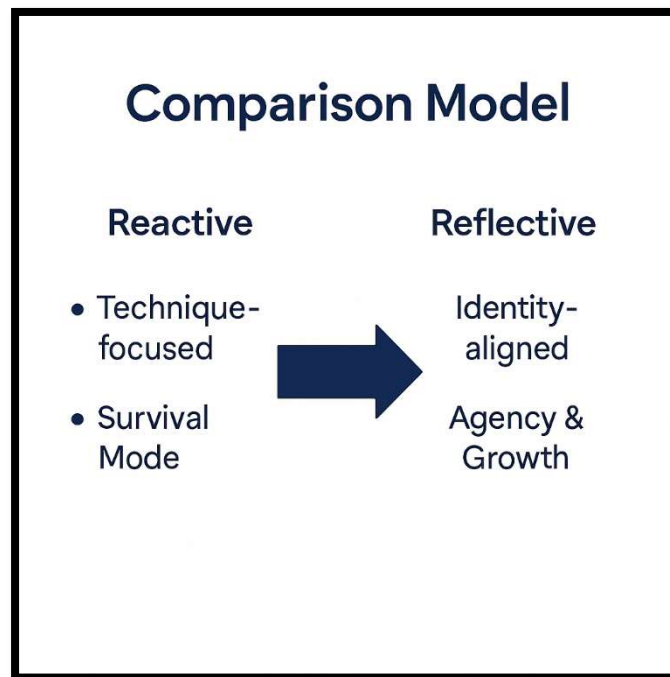 Comparison Model
Reactive
• Technique-
focused
• Survival
Mode
Reflective
Identity-
aligned
Agency &
Growth